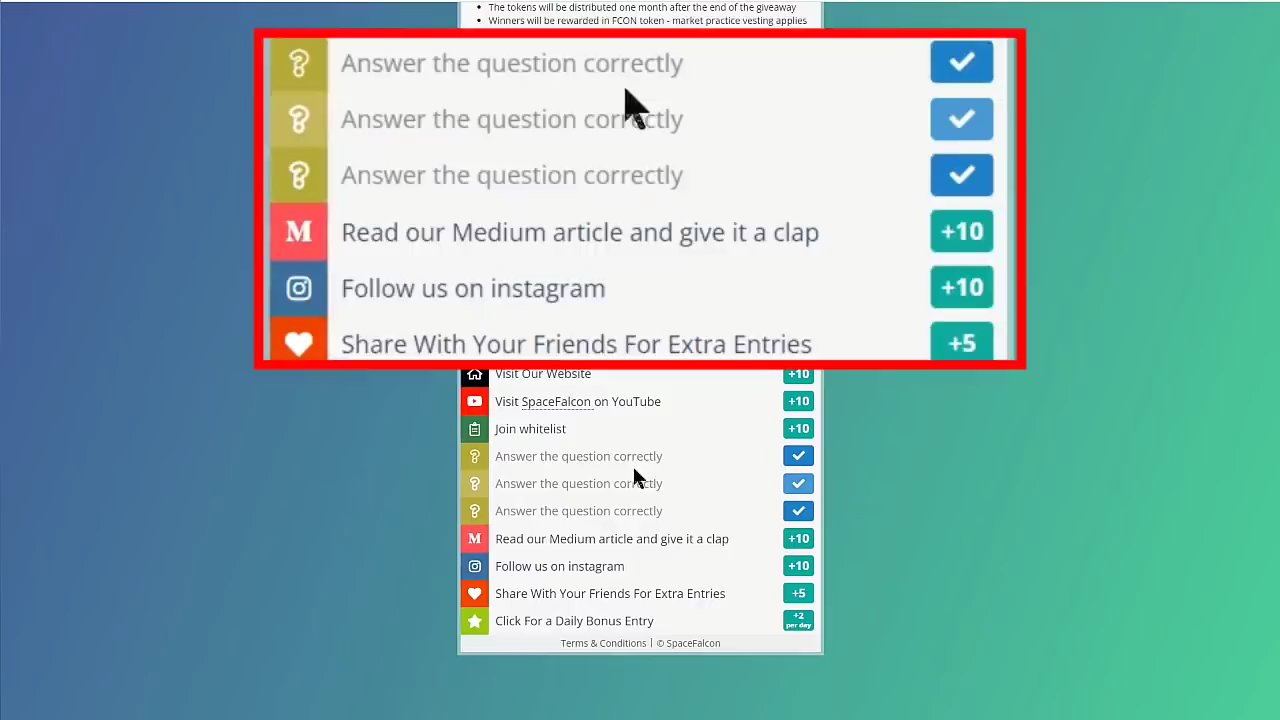 The tokens will be distributed one month after the end of the giveaway
Winners will be rewarded in FCON token - market practice vesting applies
Answer the question correctly
Answer the question correctly
Answer the question correctly
M Read our Medium article and give it a clap +10
Follow us on instagram +10
Share With Your Friends For Extra Entries +5
Visit Our Website +10
Visit SpaceFalcon on YouTube +10
Join whitelist +10
Answer the question correctly
Answer the question correctly
Answer the question correctly
M Read our Medium article and give it a clap +10
Follow us on instagram +10
Share With Your Friends For Extra Entries +5
Click For a Daily Bonus Entry +2 per day
Terms & Conditions | © SpaceFalcon